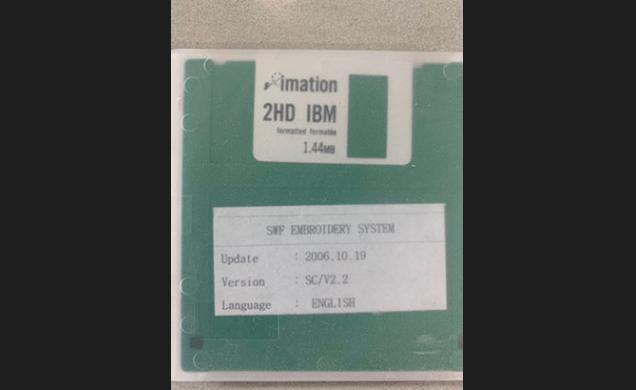 imation
2HD IBM
formatted formatée
1.44MB
SWF EMBROIDERY SYSTEM
Update : 2006.10.19
Version : SC/V2.2
Language : ENGLISH